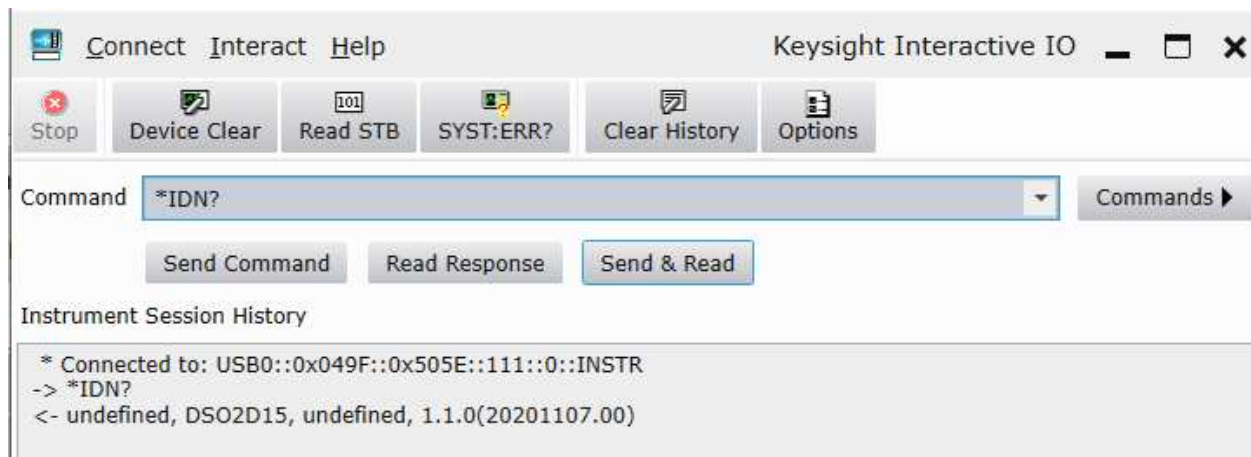 Connect Interact Help Keysight Interactive IO
101
Stop Device Clear Read STB SYST:ERR? Clear History Options
Command *IDN? Commands
Send Command Read Response Send & Read
Instrument Session History
* Connected to: USB0::0x049F::0x505E::111::0::INSTR
-> *IDN?
<- undefined, DSO2D15, undefined, 1.1.0(20201107.00)